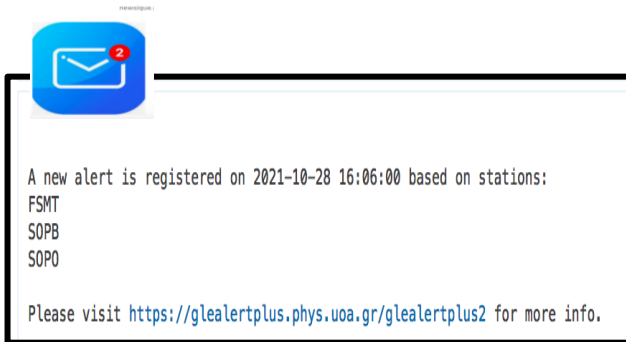 2
A new alert is registered on 2021-10-28 16:06:00 based on stations:
FSMT
SOPB
SOPO
Please visit https://glealertplus.phys.uoa.gr/glealertplus2 for more info.